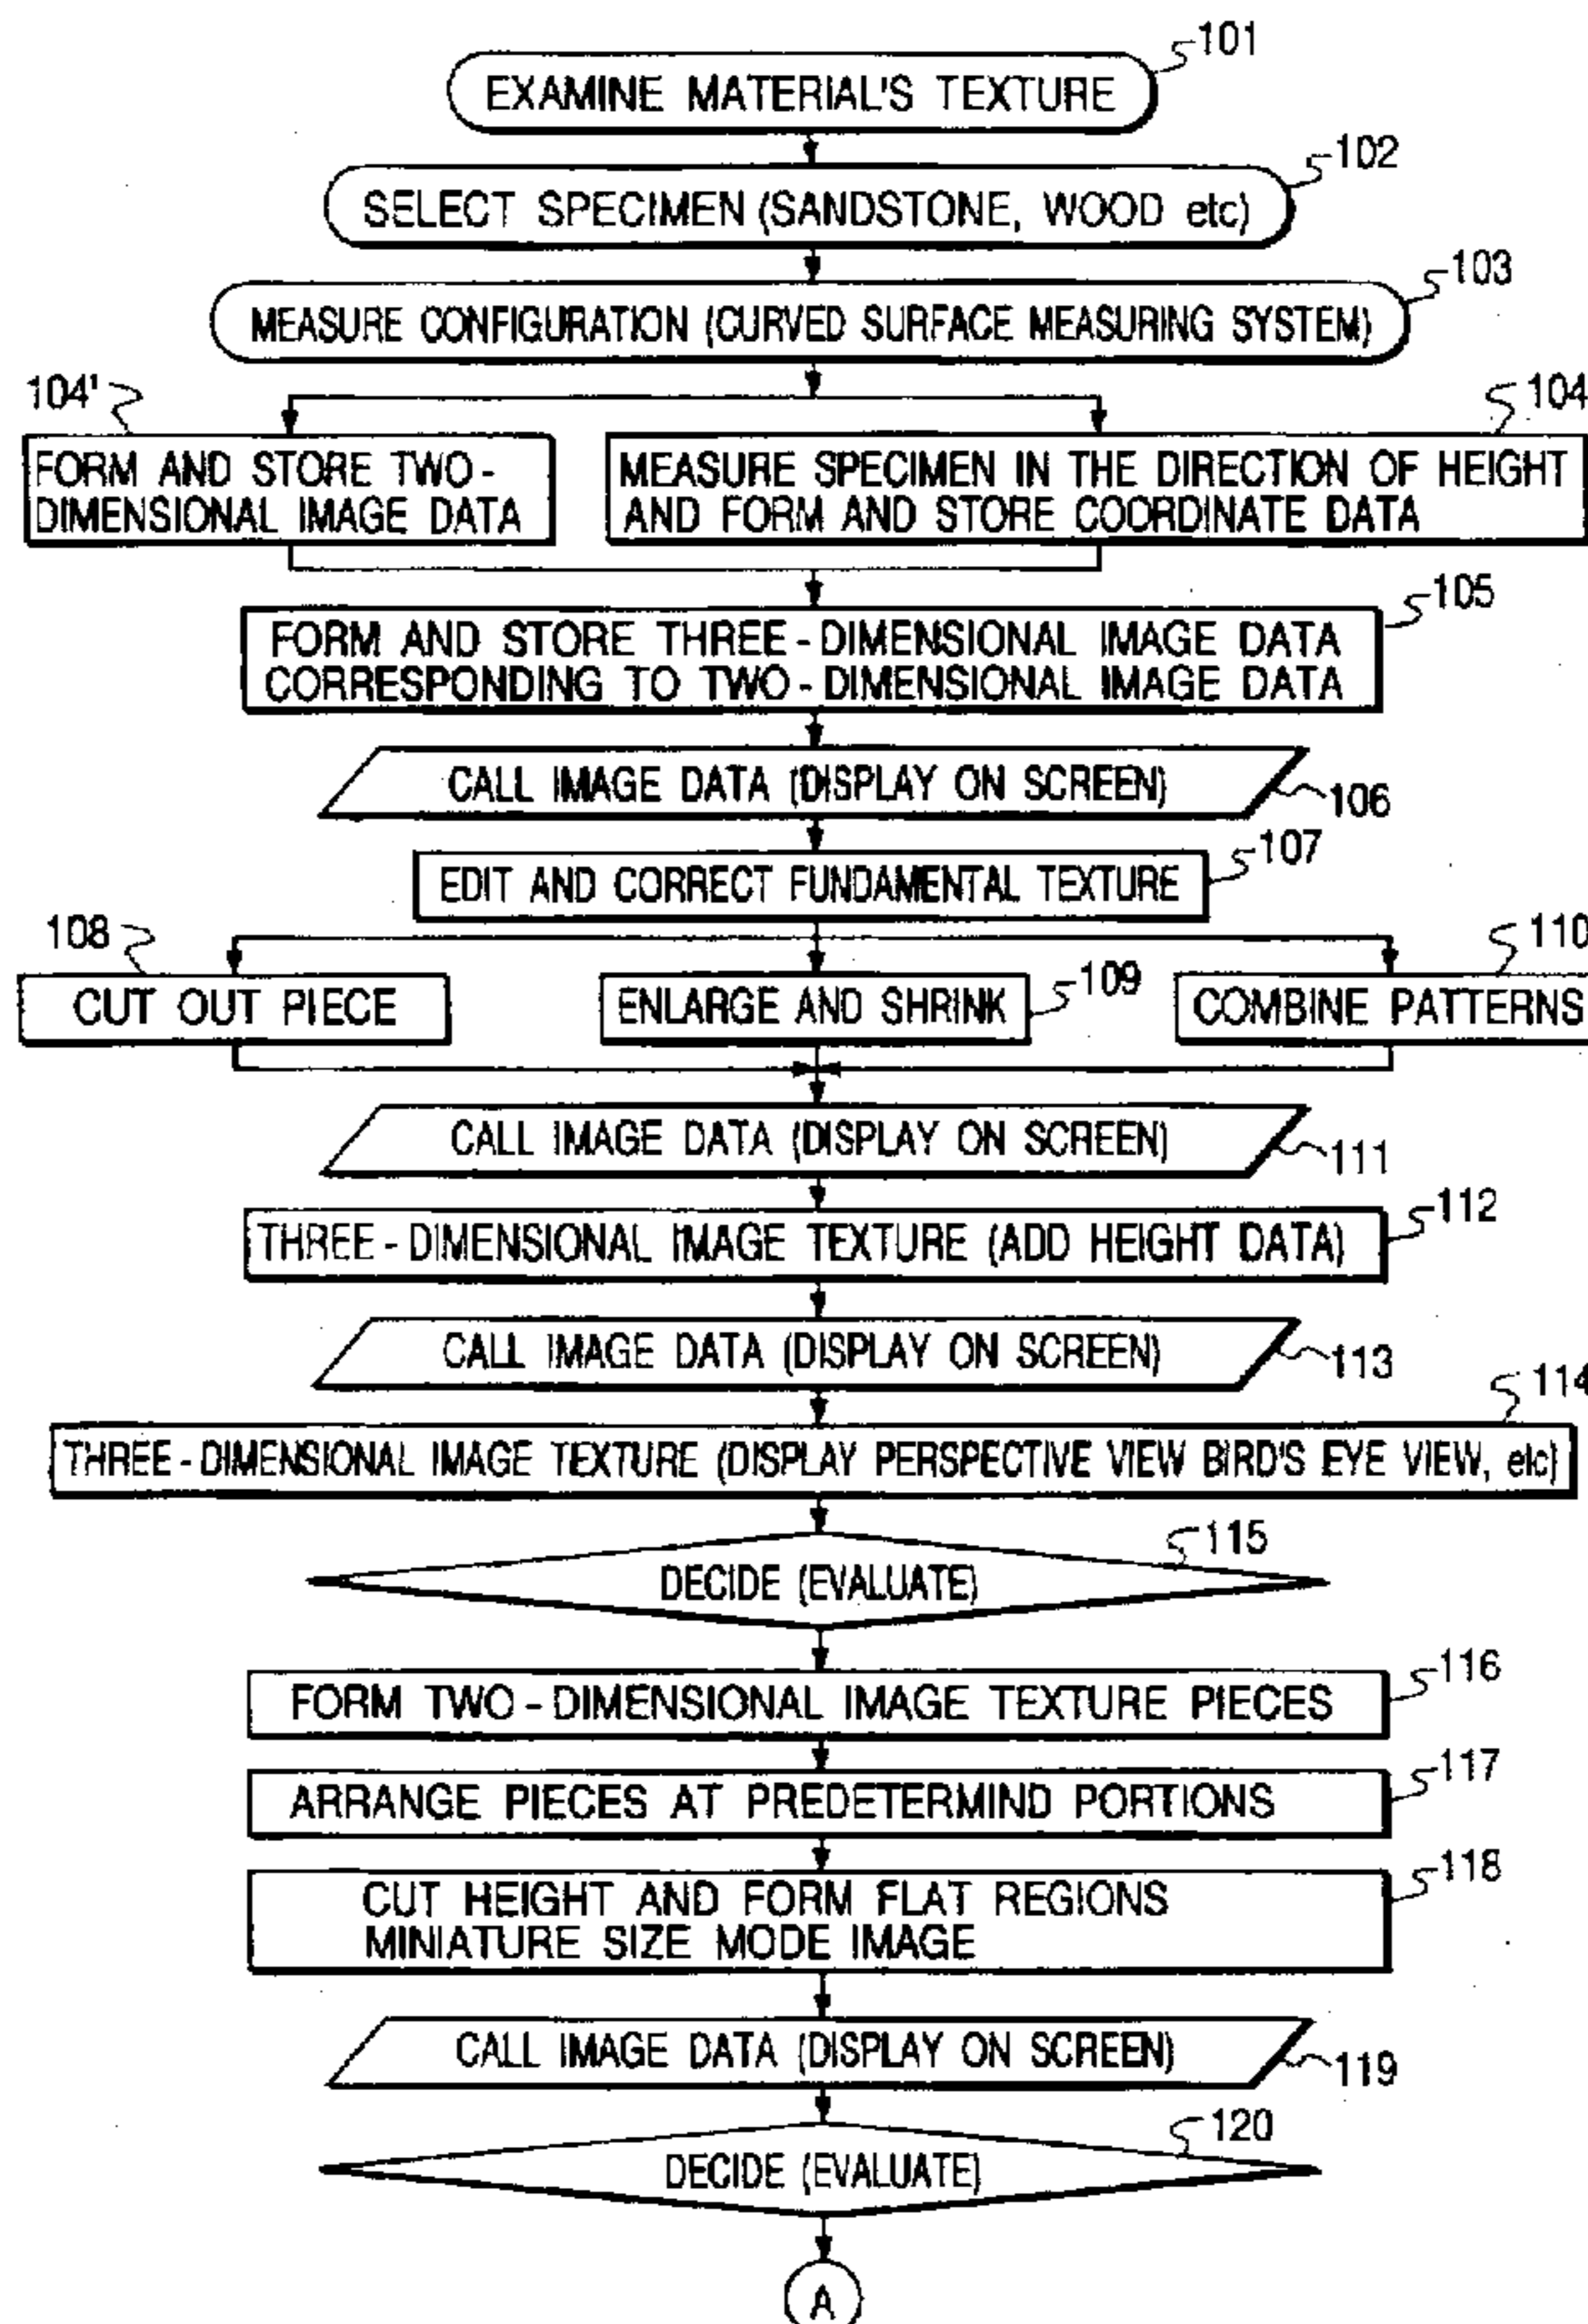 101
EXAMINE MATERIAL'S TEXTURE
102
SELECT SPECIMEN (SANDSTONE, WOOD etc)
103
MEASURE CONFIGURATION (CURVED SURFACE MEASURING SYSTEM)
104'
104
FORM AND STORE TWO-
DIMENSIONAL IMAGE DATA
MEASURE SPECIMEN IN THE DIRECTION OF HEIGHT
AND FORM AND STORE COORDINATE DATA
105
FORM AND STORE THREE-DIMENSIONAL IMAGE DATA
CORRESPONDING TO TWO-DIMENSIONAL IMAGE DATA
CALL IMAGE DATA (DISPLAY ON SCREEN)
106
107
EDIT AND CORRECT FUNDAMENTAL TEXTURE
108
110
CUT OUT PIECE
ENLARGE AND SHRINK
109
COMBINE PATTERNS
CALL IMAGE DATA (DISPLAY ON SCREEN)
111
112
THREE-DIMENSIONAL IMAGE TEXTURE (ADD HEIGHT DATA)
CALL IMAGE DATA (DISPLAY ON SCREEN)
113
114
THREE-DIMENSIONAL IMAGE TEXTURE (DISPLAY PERSPECTIVE VIEW BIRD'S EYE VIEW, etc)
115
DECIDE (EVALUATE)
116
FORM TWO-DIMENSIONAL IMAGE TEXTURE PIECES
117
ARRANGE PIECES AT PREDETERMIND PORTIONS
118
CUT HEIGHT AND FORM FLAT REGIONS
MINIATURE SIZE MODE IMAGE
CALL IMAGE DATA (DISPLAY ON SCREEN)
119
120
DECIDE (EVALUATE)
A